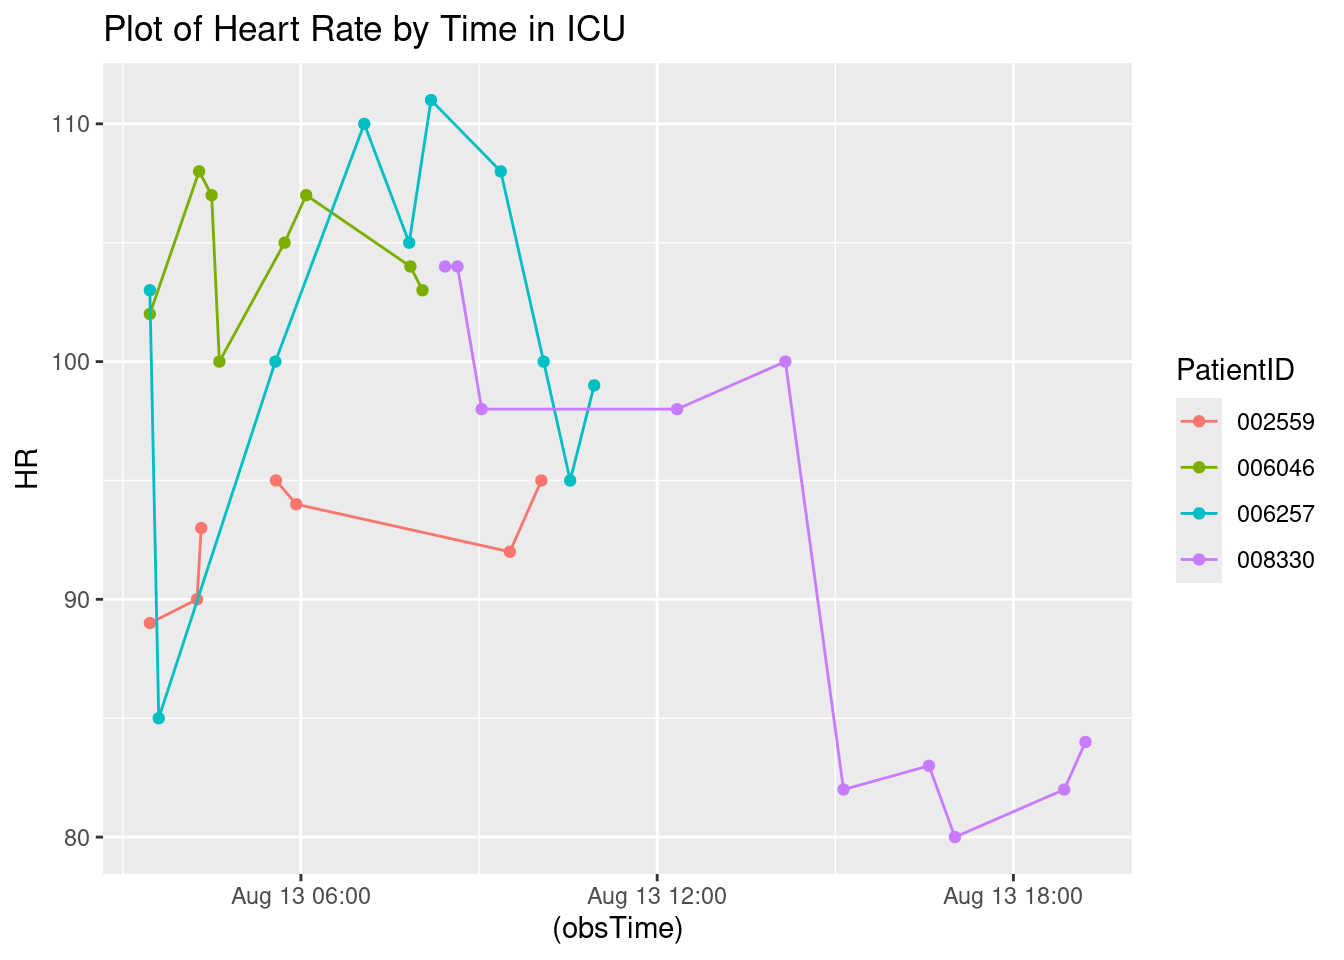 Plot of Heart Rate by Time in ICU
HR
110
100
90
80
Aug 13 06:00
Aug 13 12:00
Aug 13 18:00
(obsTime)
PatientID
002559
006046
006257
008330